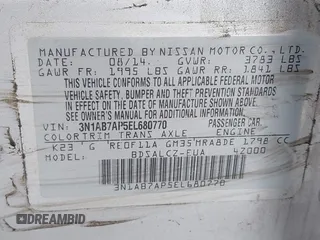 MANUFACTURED BY NISSAN MOTOR CO., LTD.
DATE: 08/14. GVWR: 3783 LBS
GAWR FR: 1995 LBS GAWR RR: 1841 LBS
THIS VEHICLE CONFORMS TO ALL APPLICABLE FEDERAL MOTOR
VEHICLE SAFETY, BUMPER, AND THEFT PREVENTION
STANDARDS IN EFFECT ON THE DATE OF
MANUFACTURE SHOWN ABOVE.
SEE OWNER'S MANUAL FOR ADDITIONAL INFORMATION.
VIN: 3N1AB7AP5EL680770 PASSENGER CAR
COLOR TRIM TRANS AXLE ENGINE
K23 G RE0F11A GM35 MRA8DE 1798 CC
MODEL BDSALCZ-EUA 4Z000
3N1AB7AP5EL680770
DREAMBID